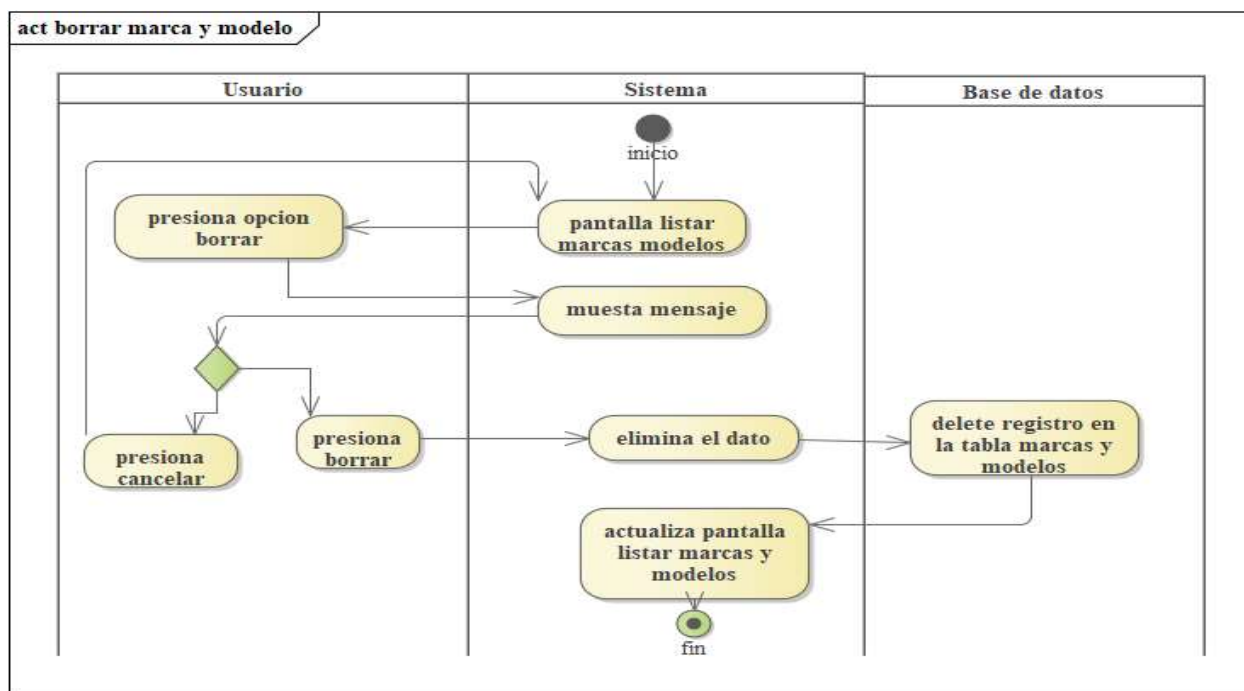 act borrar marca y modelo
Usuario
Sistema
Base de datos
inicio
presiona opcion
borrar
pantalla listar
marcas modelos
muesta mensaje
presiona
cancelar
presiona
borrar
elimina el dato
delete registro en
la tabla marcas y
modelos
actualiza pantalla
listar marcas y
modelos
fin